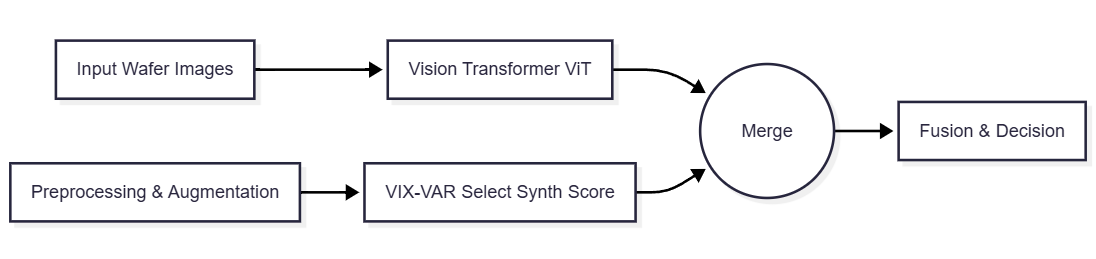 Input Wafer Images
Vision Transformer ViT
Merge
Fusion & Decision
Preprocessing & Augmentation
VIX-VAR Select Synth Score